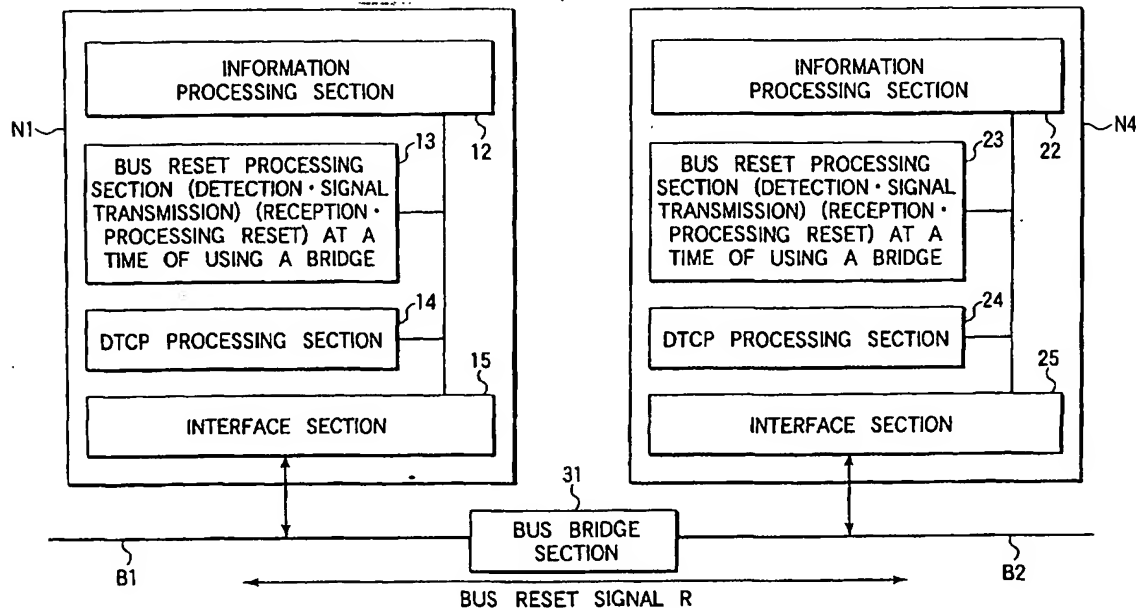 INFORMATION
PROCESSING SECTION
N1
12
13
BUS RESET PROCESSING
SECTION (DETECTION・SIGNAL
TRANSMISSION) (RECEPTION・
PROCESSING RESET) AT A
TIME OF USING A BRIDGE
14
DTCP PROCESSING SECTION
15
INTERFACE SECTION
INFORMATION
PROCESSING SECTION
N4
22
23
BUS RESET PROCESSING
SECTION (DETECTION・SIGNAL
TRANSMISSION) (RECEPTION・
PROCESSING RESET) AT A
TIME OF USING A BRIDGE
24
DTCP PROCESSING SECTION
25
INTERFACE SECTION
31
BUS BRIDGE
SECTION
B1
B2
BUS RESET SIGNAL R